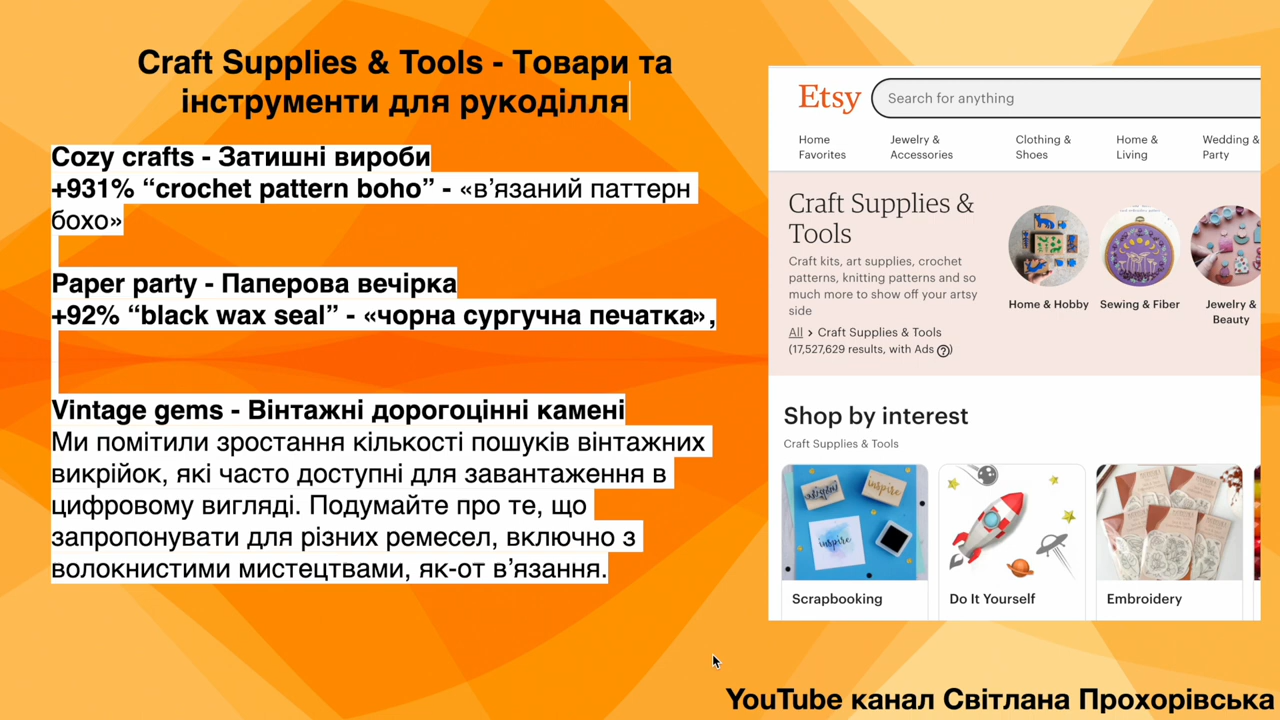 Craft Supplies & Tools - Товари та
інструменти для рукоділля
Cozy crafts - Затишні вироби
+931% “crochet pattern boho” - «в’язаний паттерн
бохо»
Paper party - Паперова вечірка
+92% “black wax seal” - «чорна сургучна печатка»,
Vintage gems - Вінтажні дорогоцінні камені
Ми помітили зростання кількості пошуків вінтажних
викрійок, які часто доступні для завантаження в
цифровому вигляді. Подумайте про те, що
запропонувати для різних ремесел, включно з
волокнистими мистецтвами, як-от в’язання.
Etsy
Search for anything
Home
Favorites
Jewelry &
Accessories
Clothing &
Shoes
Home &
Living
Wedding &
Party
Craft Supplies &
Tools
Craft kits, art supplies, crochet
patterns, knitting patterns and so
much more to show off your artsy
side
All > Craft Supplies & Tools
(17,527,629 results, with Ads ?)
Home & Hobby
Sewing & Fiber
Jewelry &
Beauty
Shop by interest
Craft Supplies & Tools
inspire
inspire
Scrapbooking
Do It Yourself
Embroidery
YouTube канал Світлана Прохорівська